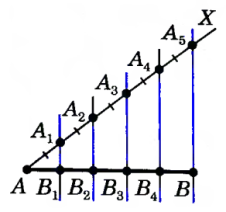 X
A₅
A₄
A₃
A₂
A₁
A B₁ B₂ B₃ B₄ B